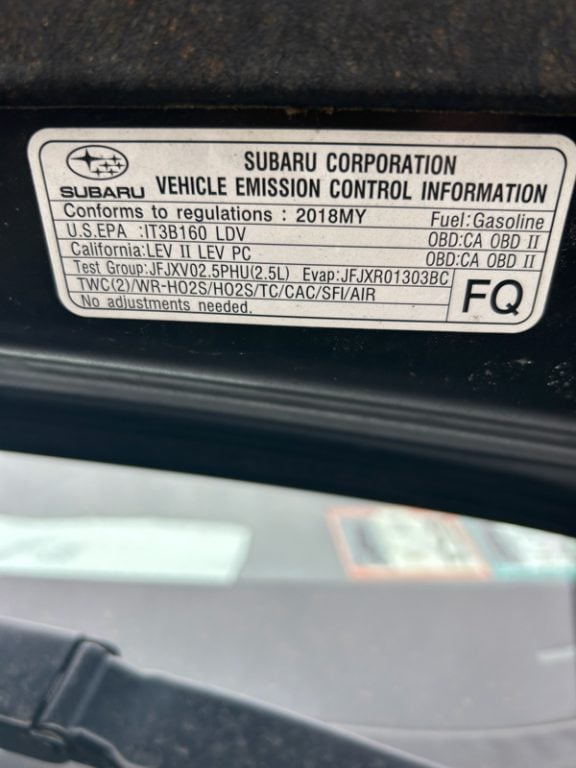 SUBARU CORPORATION
SUBARU VEHICLE EMISSION CONTROL INFORMATION
Conforms to regulations : 2018MY Fuel:Gasoline
U.S.EPA :IT3B160 LDV OBD:CA OBD II
California:LEV II LEV PC OBD:CA OBD II
Test Group:JFJXV02.5PHU(2.5L) Evap:JFJXR01303BC
TWC(2)/WR-HO2S/HO2S/TC/CAC/SFI/AIR
No adjustments needed.
FQ